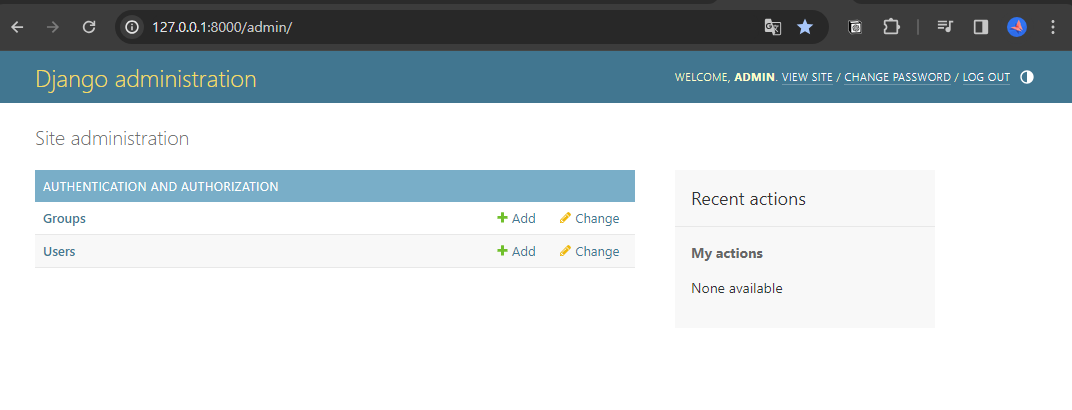 127.0.0.1:8000/admin/
Django administration
WELCOME, ADMIN. VIEW SITE / CHANGE PASSWORD / LOG OUT
Site administration
AUTHENTICATION AND AUTHORIZATION
Groups Add Change
Users Add Change
Recent actions
My actions
None available